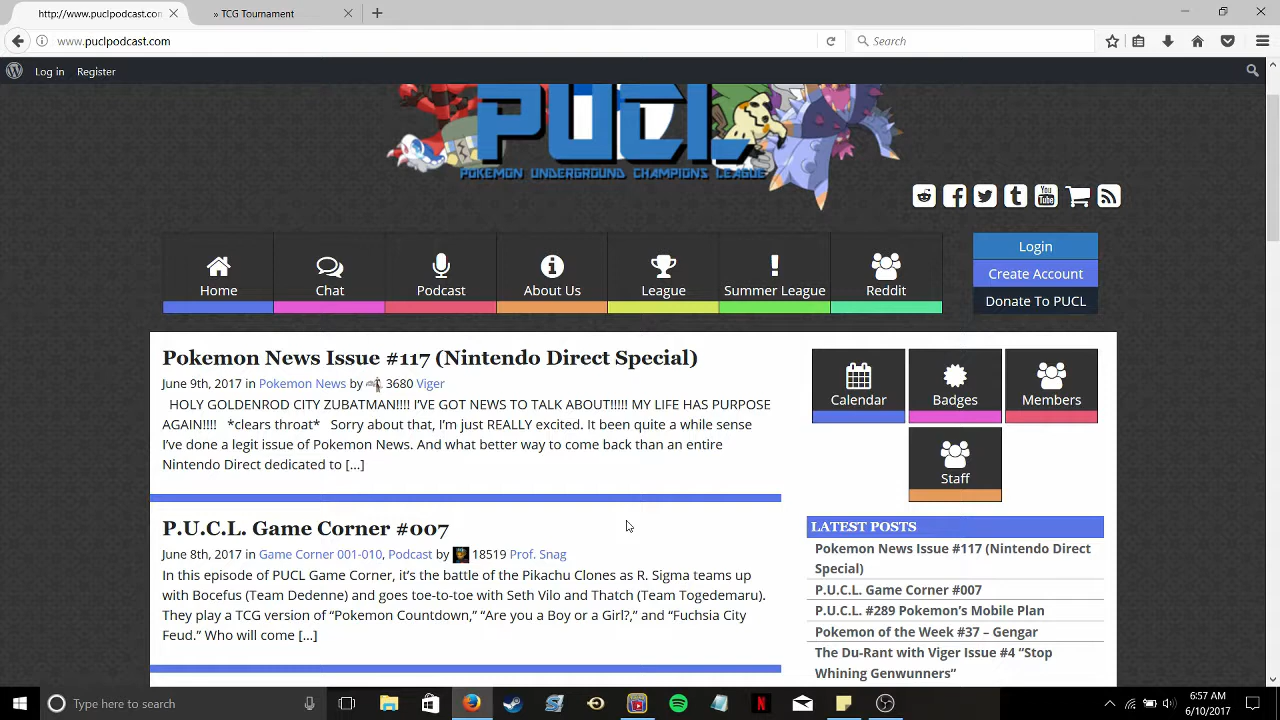 http://www.puclpodcast.com
» TCG Tournament
www.puclpodcast.com
Search
Log in
Register
PUCL
POKEMON UNDERGROUND CHAMPIONS LEAGUE
You Tube
Home
Chat
Podcast
About Us
League
Summer League
Reddit
Login
Create Account
Donate To PUCL
Pokemon News Issue #117 (Nintendo Direct Special)
June 9th, 2017 in Pokemon News by 3680 Viger
HOLY GOLDENROD CITY ZUBATMAN!!!! I'VE GOT NEWS TO TALK ABOUT!!!!! MY LIFE HAS PURPOSE
AGAIN!!!! *clears throat* Sorry about that, I'm just REALLY excited. It been quite a while sense
I've done a legit issue of Pokemon News. And what better way to come back than an entire
Nintendo Direct dedicated to [...]
P.U.C.L. Game Corner #007
June 8th, 2017 in Game Corner 001-010, Podcast by 18519 Prof. Snag
In this episode of PUCL Game Corner, it's the battle of the Pikachu Clones as R. Sigma teams up
with Bocefus (Team Dedenne) and goes toe-to-toe with Seth Vilo and Thatch (Team Togedemaru).
They play a TCG version of "Pokemon Countdown," "Are you a Boy or a Girl?," and "Fuchsia City
Feud." Who will come [...]
Calendar
Badges
Members
Staff
LATEST POSTS
Pokemon News Issue #117 (Nintendo Direct
Special)
P.U.C.L. Game Corner #007
P.U.C.L. #289 Pokemon's Mobile Plan
Pokemon of the Week #37 – Gengar
The Du-Rant with Viger Issue #4 "Stop
Whining Genwunners"
Type here to search
6:57 AM
6/10/2017